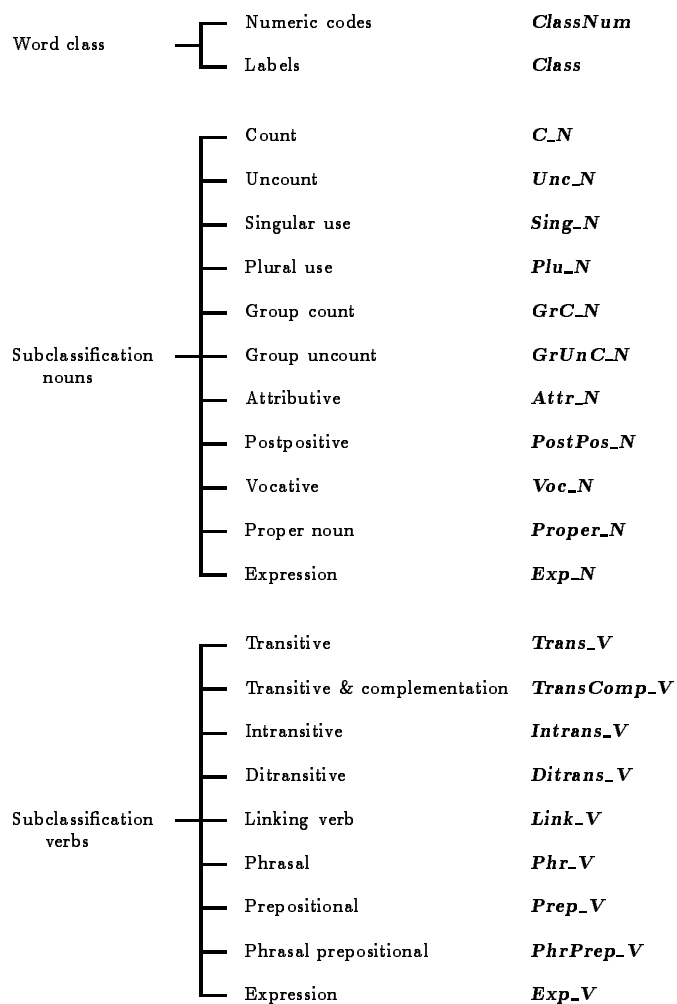 Numeric codes ClassNum
Word class
Labels Class
Count C_N
Uncount Unc_N
Singular use Sing_N
Plural use Plu_N
Group count GrC_N
Subclassification Group uncount GrUnC_N
nouns
Attributive Attr_N
Postpositive PostPos_N
Vocative Voc_N
Proper noun Proper_N
Expression Exp_N
Transitive Trans_V
Transitive & complementation TransComp_V
Intransitive Intrans_V
Ditransitive Ditrans_V
Subclassification Linking verb Link_V
verbs
Phrasal Phr_V
Prepositional Prep_V
Phrasal prepositional PhrPrep_V
Expression Exp_V